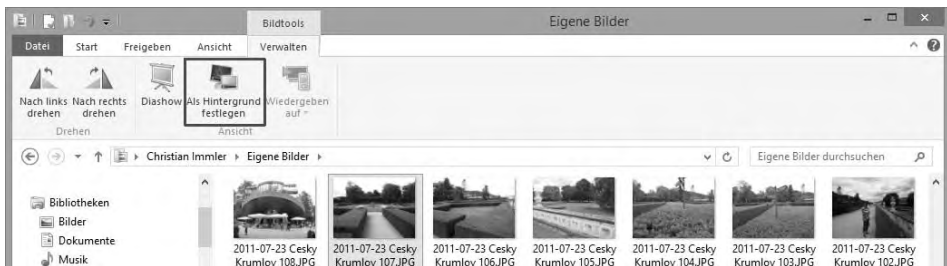 Bildtools
Eigene Bilder
Datei Start Freigeben Ansicht Verwalten
Nach links drehen
Nach rechts drehen
Diashow
Als Hintergrund festlegen
Wiedergeben auf
Drehen
Ansicht
Christian Immler Eigene Bilder
Eigene Bilder durchsuchen
Bibliotheken
Bilder
Dokumente
Musik
2011-07-23 Cesky Krumlov 108.JPG
2011-07-23 Cesky Krumlov 107.JPG
2011-07-23 Cesky Krumlov 106.JPG
2011-07-23 Cesky Krumlov 105.JPG
2011-07-23 Cesky Krumlov 104.JPG
2011-07-23 Cesky Krumlov 103.JPG
2011-07-23 Cesky Krumlov 102.JPG